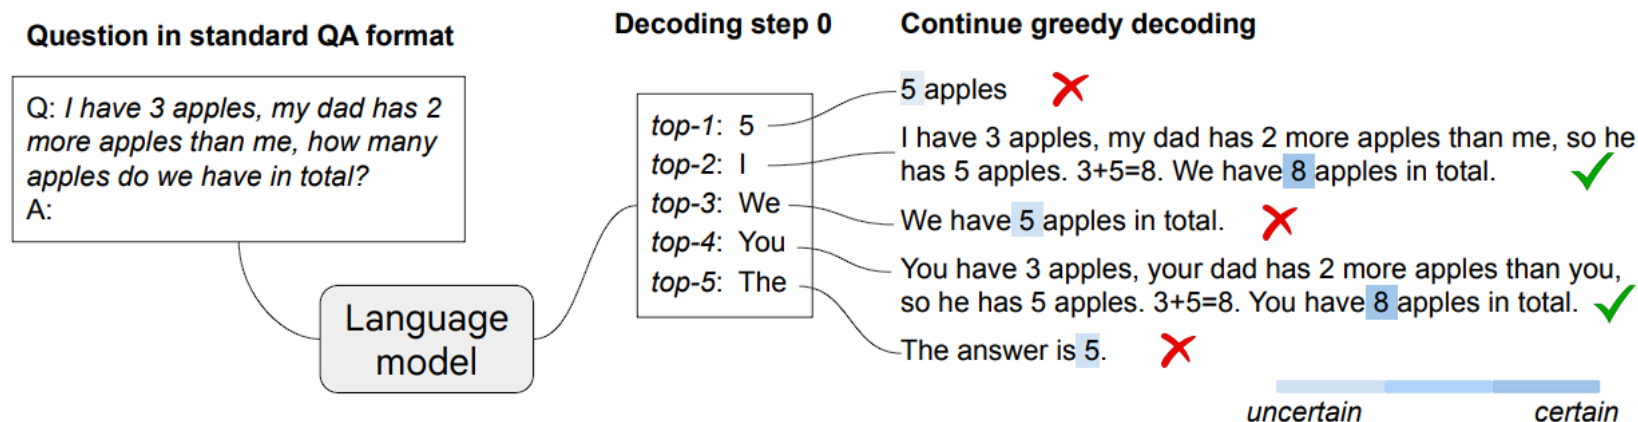 Question in standard QA format
Q: I have 3 apples, my dad has 2
more apples than me, how many
apples do we have in total?
A:
Language
model
Decoding step 0
top-1: 5
top-2: I
top-3: We
top-4: You
top-5: The
Continue greedy decoding
5 apples
I have 3 apples, my dad has 2 more apples than me, so he
has 5 apples. 3+5=8. We have 8 apples in total.
We have 5 apples in total.
You have 3 apples, your dad has 2 more apples than you,
so he has 5 apples. 3+5=8. You have 8 apples in total.
The answer is 5.
uncertain
certain